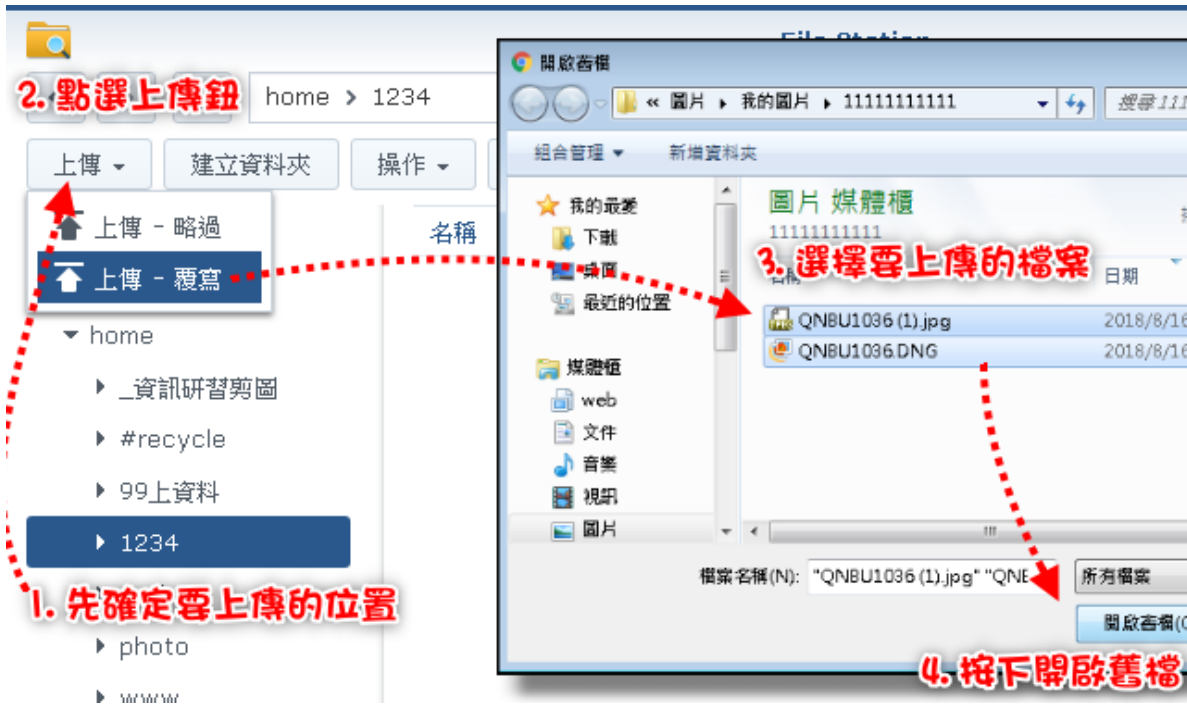 File Station
2. 點選上傳鈕
home > 1234
上傳
建立資料夾
操作
上傳 - 略過
上傳 - 覆寫
名稱
home
_資訊研習剪圖
#recycle
99上資料
1234
1. 先確定要上傳的位置
photo
www
開啟舊檔
« 圖片 ▸ 我的圖片 ▸ 11111111111
搜尋 111
組合管理
新增資料夾
我的最愛
下載
桌面
最近的位置
媒體櫃
web
文件
音樂
視訊
圖片
圖片 媒體櫃
11111111111
3. 選擇要上傳的檔案
日期
QNBU1036 (1).jpg
2018/8/16
QNBU1036.DNG
2018/8/16
檔案名稱(N):
"QNBU1036 (1).jpg" "QNB
所有檔案
開啟舊檔(O
4. 按下開啟舊檔